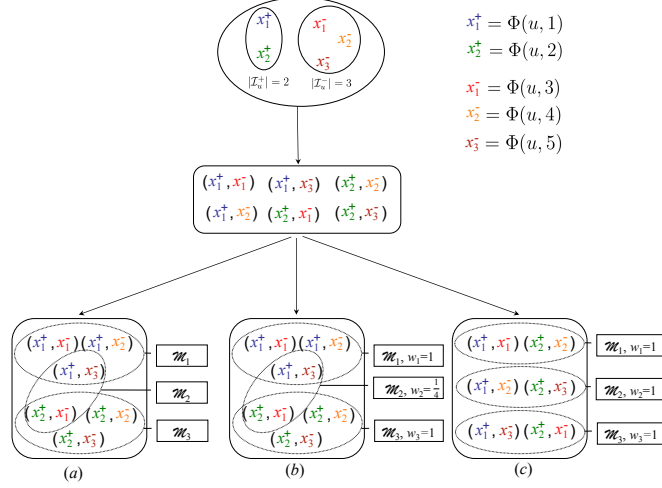 x₁⁺ x₁⁻
x₂⁻
x₂⁺ x₃⁻
|𝓘ᵤ⁺| = 2 |𝓘ᵤ⁻| = 3
x₁⁺ = Φ(u, 1)
x₂⁺ = Φ(u, 2)
x₁⁻ = Φ(u, 3)
x₂⁻ = Φ(u, 4)
x₃⁻ = Φ(u, 5)
(x₁⁺, x₁⁻) (x₁⁺, x₃⁻) (x₂⁺, x₂⁻)
(x₁⁺, x₂⁻) (x₂⁺, x₁⁻) (x₂⁺, x₃⁻)
(x₁⁺, x₁⁻)(x₁⁺, x₂⁻)
(x₁⁺, x₃⁻)
(x₂⁺, x₁⁻) (x₂⁺, x₂⁻)
(x₂⁺, x₃⁻)
𝓜₁
𝓜₂
𝓜₃
(a)
(x₁⁺, x₁⁻) (x₁⁺, x₂⁻)
(x₁⁺, x₃⁻)
(x₂⁺, x₁⁻) (x₂⁺, x₂⁻)
(x₂⁺, x₃⁻)
𝓜₁, w₁=1
𝓜₂, w₂=1/4
𝓜₃, w₃=1
(b)
(x₁⁺, x₁⁻) (x₂⁺, x₂⁻)
(x₁⁺, x₂⁻) (x₂⁺, x₃⁻)
(x₁⁺, x₃⁻) (x₂⁺, x₁⁻)
𝓜₁, w₁=1
𝓜₂, w₂=1
𝓜₃, w₃=1
(c)